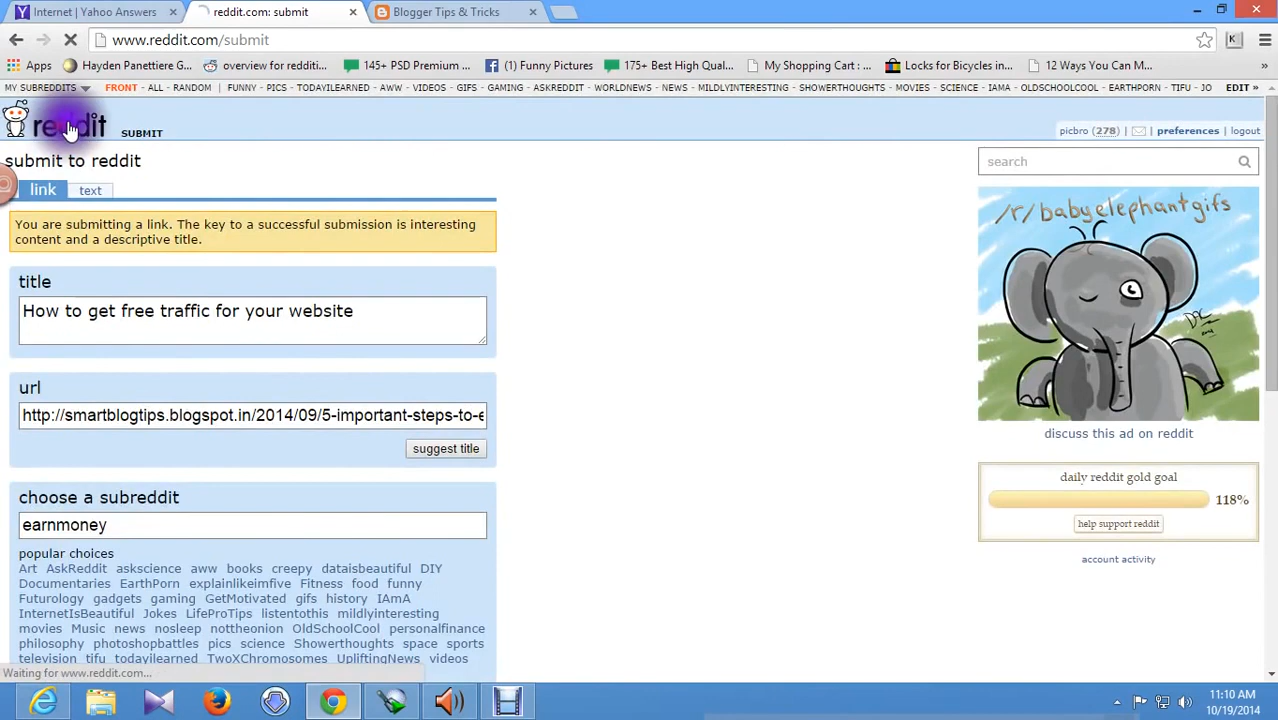 Internet | Yahoo Answers
reddit.com: submit
Blogger Tips & Tricks
www.reddit.com/submit
Apps Hayden Panettiere G... overview for redditi... 145+ PSD Premium ... (1) Funny Pictures 175+ Best High Qual... My Shopping Cart : ... Locks for Bicycles in... 12 Ways You Can M...
MY SUBREDDITS FRONT - ALL - RANDOM | FUNNY - PICS - TODAYILEARNED - AWW - VIDEOS - GIFS - GAMING - ASKREDDIT - WORLDNEWS - NEWS - MILDLYINTERESTING - SHOWERTHOUGHTS - MOVIES - SCIENCE - IAMA - OLDSCHOOLCOOL - EARTHPORN - TIFU - JO EDIT »
reddit SUBMIT
picbro (278) | preferences | logout
submit to reddit
search
link text
You are submitting a link. The key to a successful submission is interesting
content and a descriptive title.
/r/babyelephantgifs
title
How to get free traffic for your website
url
http://smartblogtips.blogspot.in/2014/09/5-important-steps-to-e
suggest title
discuss this ad on reddit
daily reddit gold goal
118%
help support reddit
account activity
choose a subreddit
earnmoney
popular choices
Art AskReddit askscience aww books creepy dataisbeautiful DIY
Documentaries EarthPorn explainlikeimfive Fitness food funny
Futurology gadgets gaming GetMotivated gifs history IAmA
InternetIsBeautiful Jokes LifeProTips listentothis mildlyinteresting
movies Music news nosleep nottheonion OldSchoolCool personalfinance
philosophy photoshopbattles pics science Showerthoughts space sports
television tifu todayilearned TwoXChromosomes UpliftingNews videos
Waiting for www.reddit.com...
11:10 AM
10/19/2014